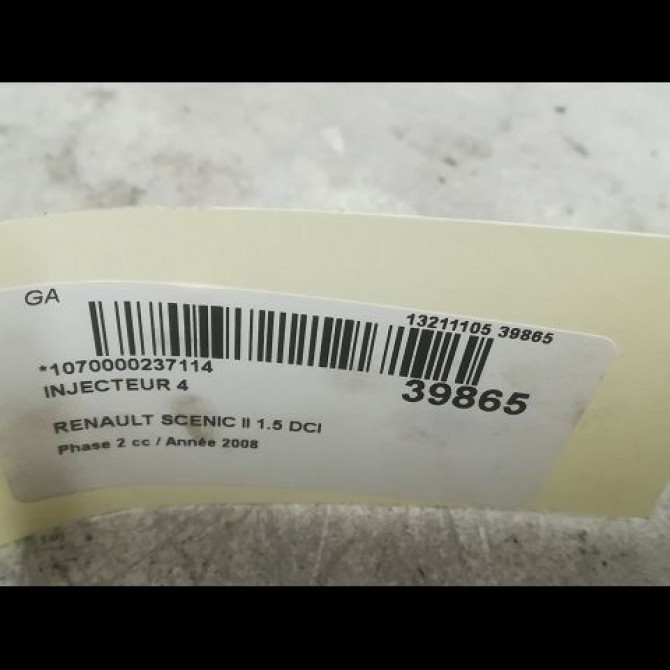 GA
13211105 39865
*1070000237114
INJECTEUR 4
39865
RENAULT SCENIC II 1.5 DCI
Phase 2 cc / Année 2008